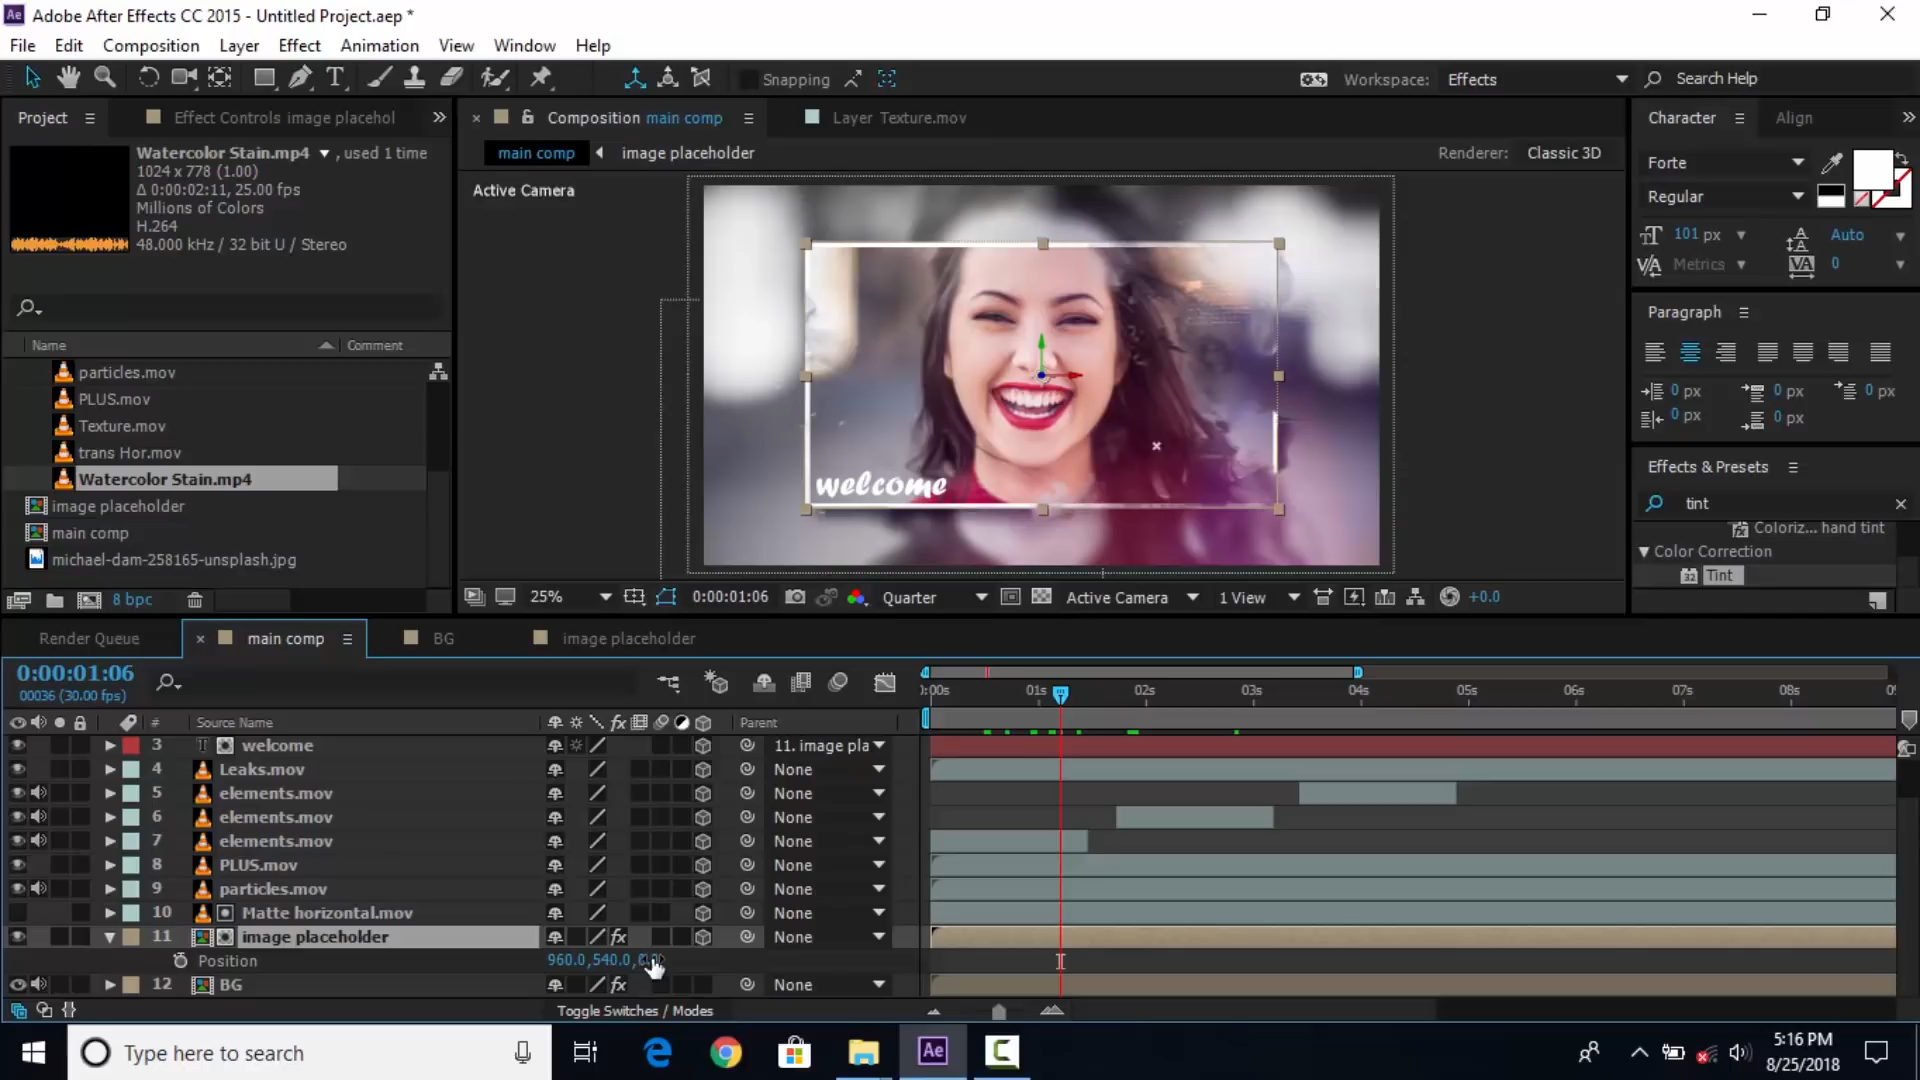 Adobe After Effects CC 2015 - Untitled Project.aep *
File Edit Composition Layer Effect Animation View Window Help
Snapping
Workspace: Effects
Search Help
Project
Effect Controls image placehol
Composition main comp
Layer Texture.mov
Character
Align
Watercolor Stain.mp4 , used 1 time
1024 x 778 (1.00)
Δ 0:00:02:11, 25.00 fps
Millions of Colors
H.264
48.000 kHz / 32 bit U / Stereo
main comp
image placeholder
Renderer: Classic 3D
Active Camera
Forte
Regular
101 px
Auto
Metrics
0
Paragraph
0 px 0 px 0 px
0 px 0 px
Effects & Presets
tint
Coloriz... hand tint
Color Correction
32
Tint
Name
Comment
particles.mov
PLUS.mov
Texture.mov
trans Hor.mov
Watercolor Stain.mp4
image placeholder
main comp
michael-dam-258165-unsplash.jpg
8 bpc
welcome
25%
0:00:01:06
Quarter
Active Camera
1 View
+0.0
Render Queue
main comp
BG
image placeholder
0:00:01:06
00036 (30.00 fps)
:00s 01s 02s 03s 04s 05s 06s 07s 08s
# Source Name
Parent
3 welcome 11. image pla
4 Leaks.mov None
5 elements.mov None
6 elements.mov None
7 elements.mov None
8 PLUS.mov None
9 particles.mov None
10 Matte horizontal.mov None
11 image placeholder None
Position 960.0,540.0,
12 BG None
Toggle Switches / Modes
Type here to search
5:16 PM
8/25/2018